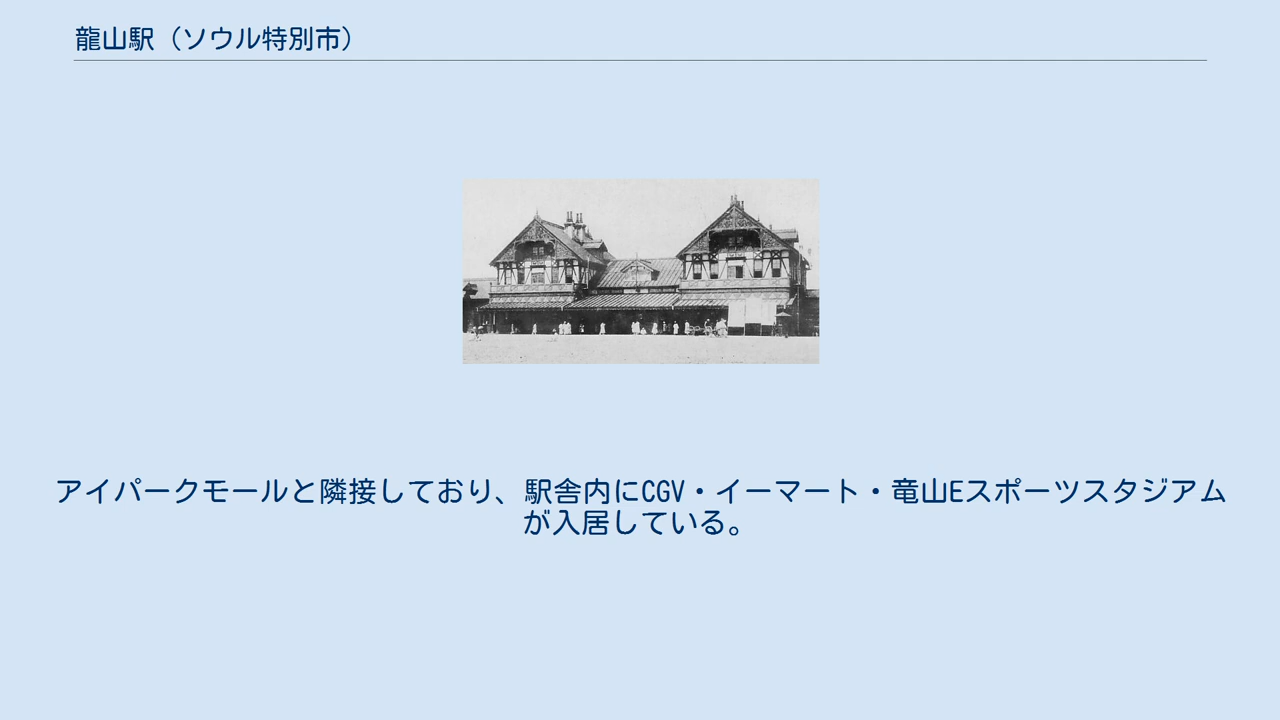 龍山駅（ソウル特別市）
アイパークモールと隣接しており、駅舎内にCGV・イーマート・竜山Eスポーツスタジアム
が入居している。